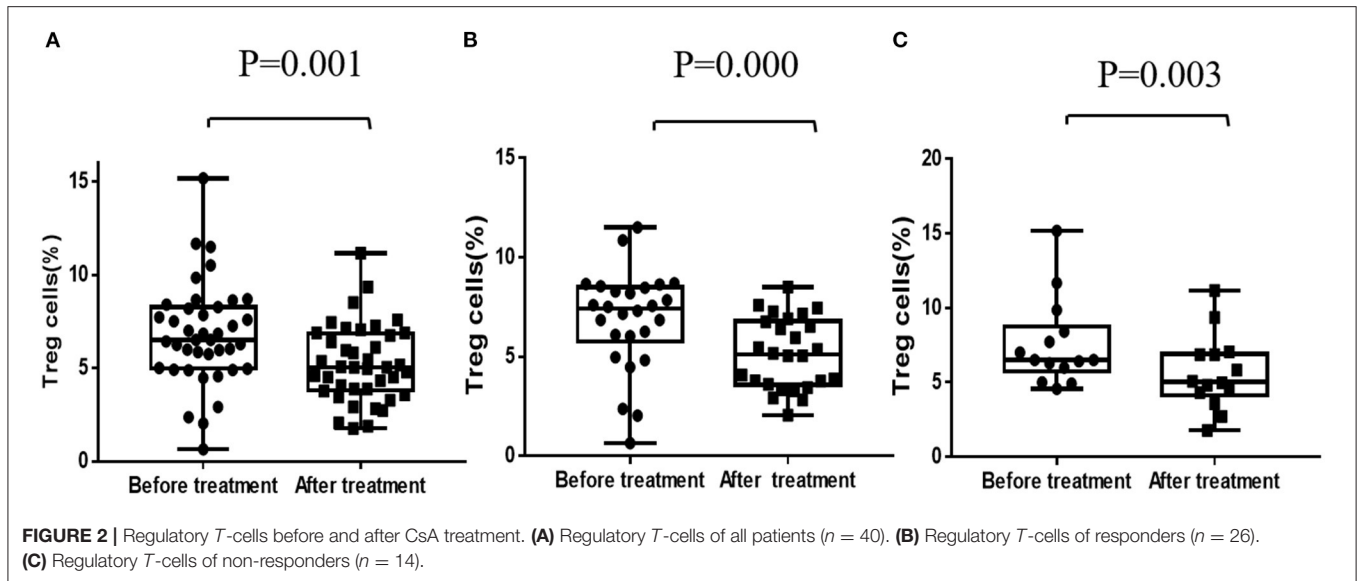 A
P=0.001
Treg cells(%)
15
10
5
0
Before treatment
After treatment
B
P=0.000
Treg cells(%)
15
10
5
0
Before treatment
After treatment
C
P=0.003
Treg cells(%)
20
15
10
5
0
Before treatment
After treatment
FIGURE 2 | Regulatory T-cells before and after CsA treatment. (A) Regulatory T-cells of all patients (n = 40). (B) Regulatory T-cells of responders (n = 26).
(C) Regulatory T-cells of non-responders (n = 14).